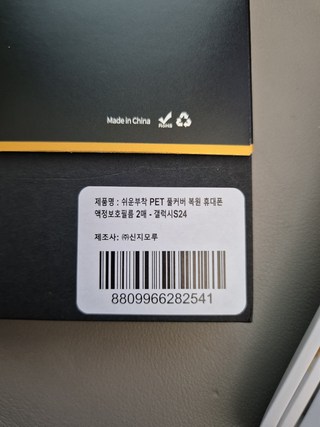 Made in China
RoHS
제품명 : 쉬운부착 PET 풀커버 복원 휴대폰
액정보호필름 2매 - 갤럭시S24
제조사: ㈜신지모루
8809966282541